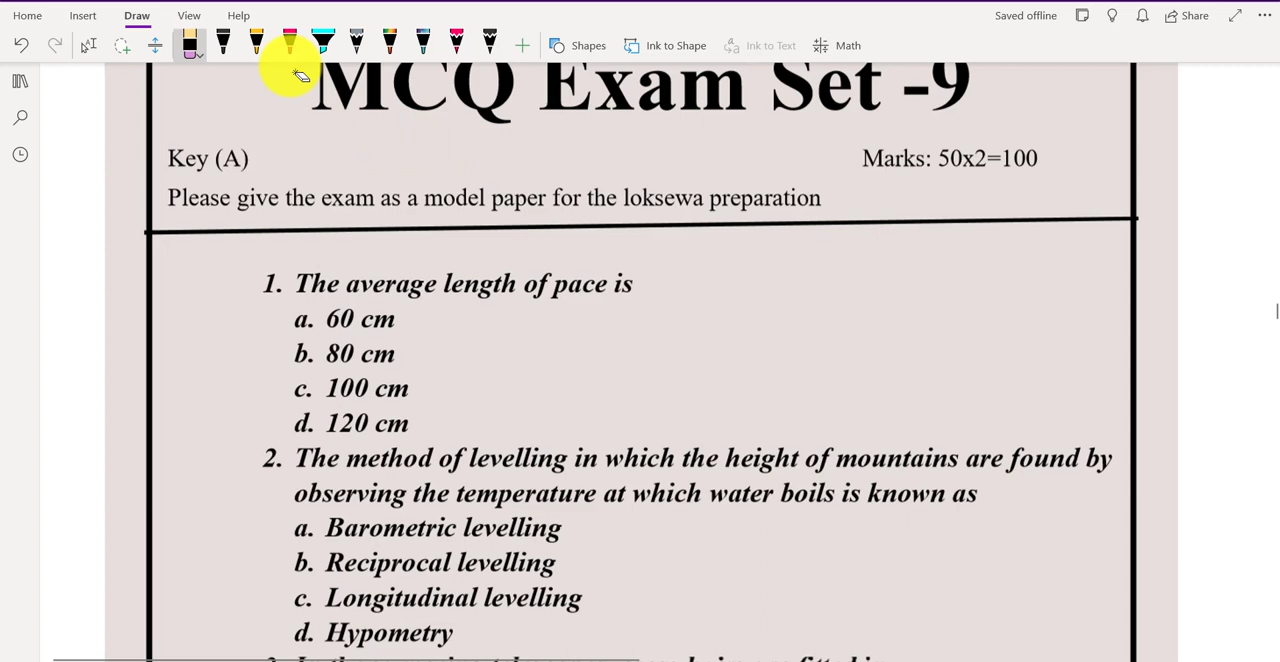 Home Insert Draw View Help Saved offline Share
Shapes Ink to Shape Ink to Text Math
MCQ Exam Set -9
Key (A) Marks: 50x2=100
Please give the exam as a model paper for the loksewa preparation
1. The average length of pace is
a. 60 cm
b. 80 cm
c. 100 cm
d. 120 cm
2. The method of levelling in which the height of mountains are found by
observing the temperature at which water boils is known as
a. Barometric levelling
b. Reciprocal levelling
c. Longitudinal levelling
d. Hypometry